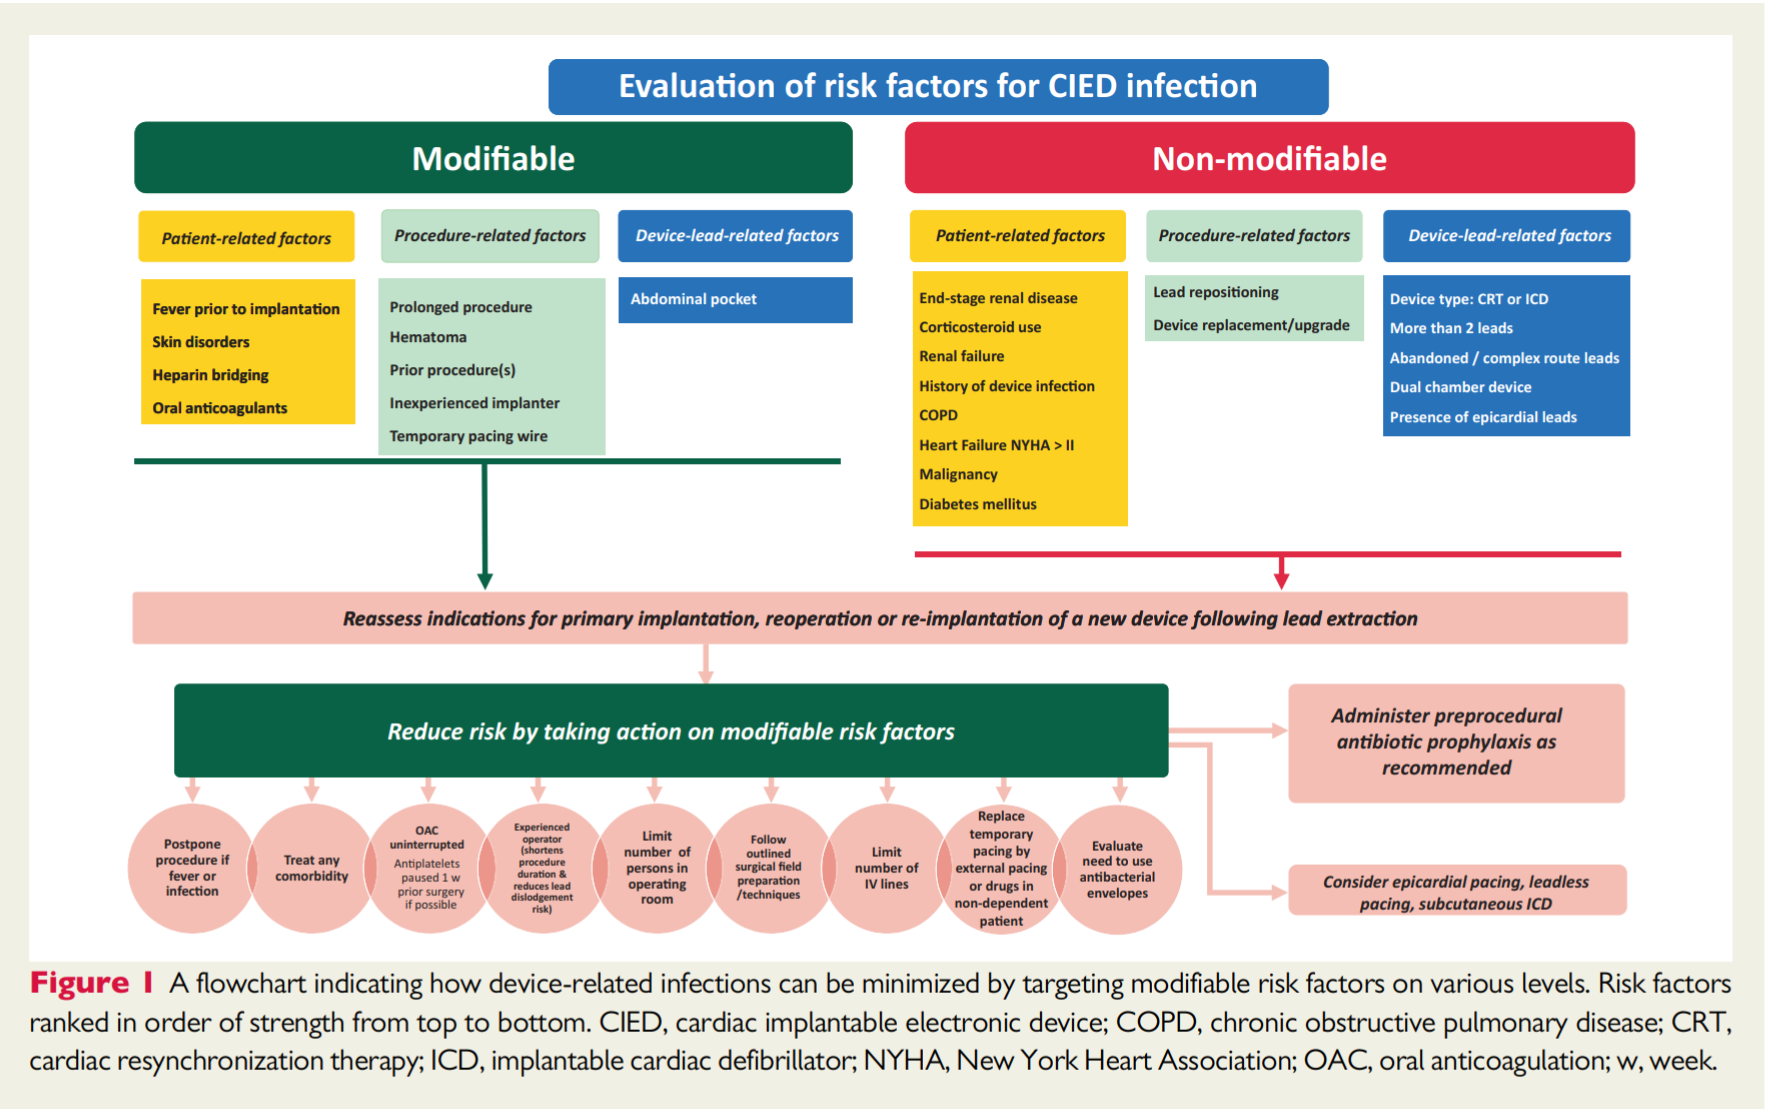 Evaluation of risk factors for CIED infection
Modifiable
Patient-related factors
Fever prior to implantation
Skin disorders
Heparin bridging
Oral anticoagulants
Procedure-related factors
Prolonged procedure
Hematoma
Prior procedure(s)
Inexperienced implanter
Temporary pacing wire
Device-lead-related factors
Abdominal pocket
Non-modifiable
Patient-related factors
End-stage renal disease
Corticosteroid use
Renal failure
History of device infection
COPD
Heart Failure NYHA > II
Malignancy
Diabetes mellitus
Procedure-related factors
Lead repositioning
Device replacement/upgrade
Device-lead-related factors
Device type: CRT or ICD
More than 2 leads
Abandoned / complex route leads
Dual chamber device
Presence of epicardial leads
Reassess indications for primary implantation, reoperation or re-implantation of a new device following lead extraction
Reduce risk by taking action on modifiable risk factors
Administer preprocedural
antibiotic prophylaxis as
recommended
Consider epicardial pacing, leadless
pacing, subcutaneous ICD
Postpone
procedure if
fever or
infection
Treat any
comorbidity
OAC
uninterrupted
Antiplatelets
paused 1 w
prior surgery
if possible
Experienced
operator
(shortens
procedure
duration &
reduces lead
dislodgement
risk)
Limit
number of
persons in
operating
room
Follow
outlined
surgical field
preparation
/techniques
Limit
number of
IV lines
Replace
temporary
pacing by
external pacing
or drugs in
non-dependent
patient
Evaluate
need to use
antibacterial
envelopes
Figure 1 A flowchart indicating how device-related infections can be minimized by targeting modifiable risk factors on various levels. Risk factors
ranked in order of strength from top to bottom. CIED, cardiac implantable electronic device; COPD, chronic obstructive pulmonary disease; CRT,
cardiac resynchronization therapy; ICD, implantable cardiac defibrillator; NYHA, New York Heart Association; OAC, oral anticoagulation; w, week.